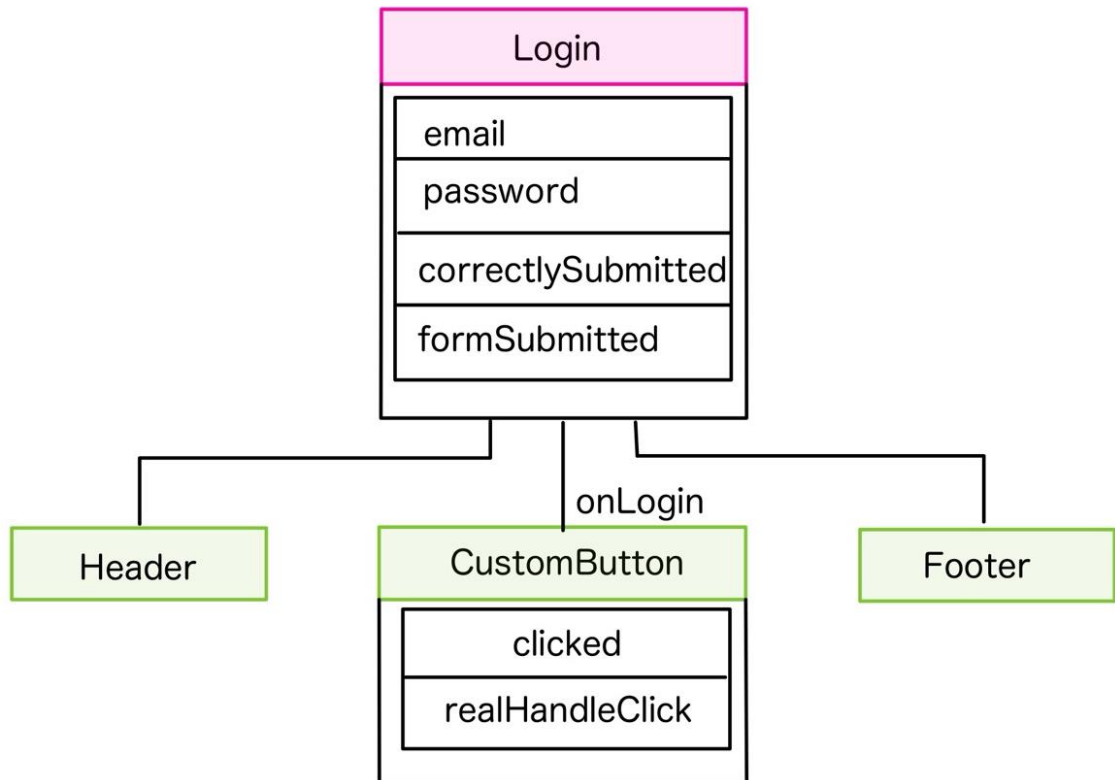 Login
email
password
correctlySubmitted
formSubmitted
onLogin
Header
CustomButton
Footer
clicked
realHandleClick